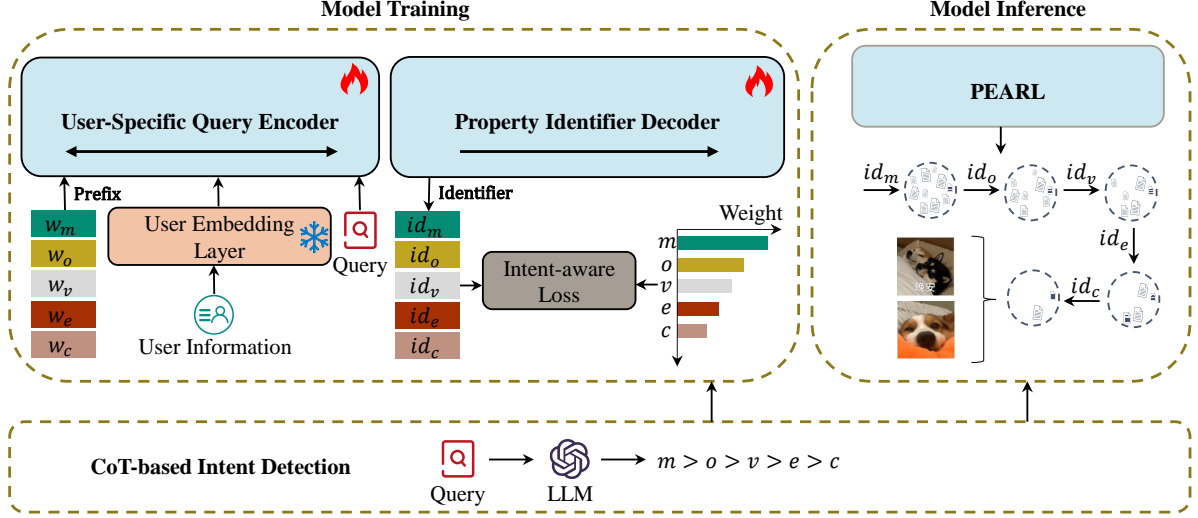 Model Training
Model Inference
User-Specific Query Encoder
Property Identifier Decoder
PEARL
Prefix
Identifier
w_m
w_o
w_v
w_e
w_c
User Embedding
Layer
User Information
Query
id_m
id_o
id_v
id_e
id_c
Intent-aware
Loss
Weight
m
o
v
e
c
id_m
id_o
id_v
id_e
id_c
晚安
CoT-based Intent Detection
Query
LLM
m > o > v > e > c